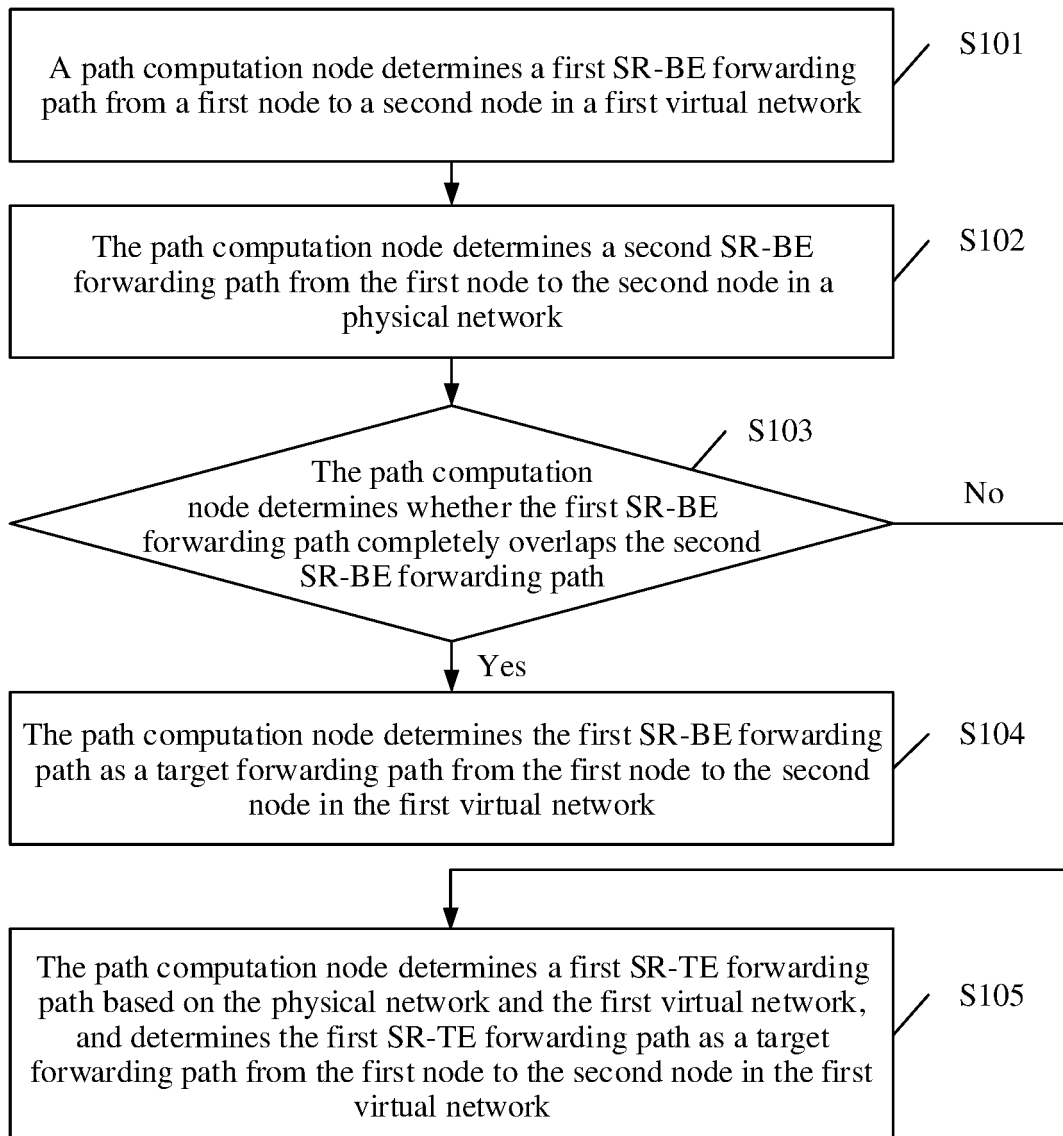 S101
A path computation node determines a first SR-BE forwarding
path from a first node to a second node in a first virtual network
S102
The path computation node determines a second SR-BE
forwarding path from the first node to the second node in a
physical network
S103
The path computation
node determines whether the first SR-BE
forwarding path completely overlaps the second
SR-BE forwarding path
No
Yes
The path computation node determines the first SR-BE forwarding
path as a target forwarding path from the first node to the second
node in the first virtual network
S104
The path computation node determines a first SR-TE forwarding
path based on the physical network and the first virtual network,
and determines the first SR-TE forwarding path as a target
forwarding path from the first node to the second node in the first
virtual network
S105